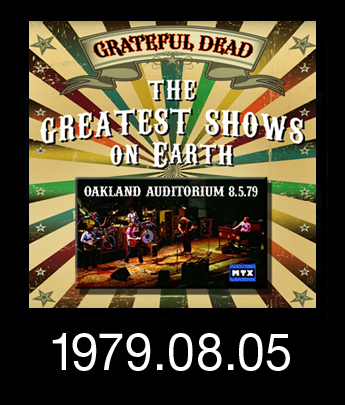 GRATEFUL DEAD
THE
GREATEST SHOWS
ON EARTH
OAKLAND AUDITORIUM 8.5.79
MTX
1979.08.05